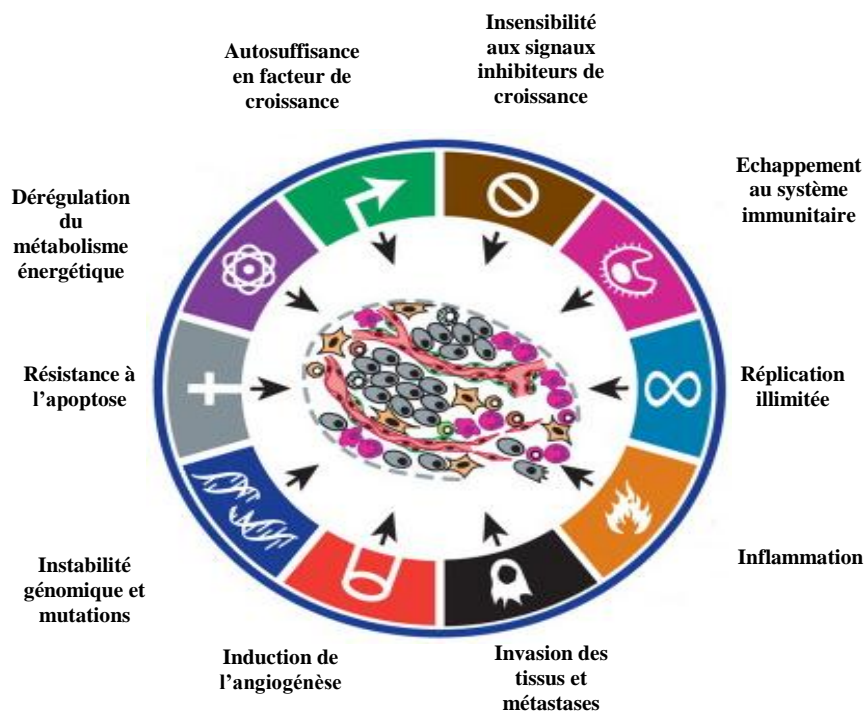 Autosuffisance
en facteur de
croissance
Insensibilité
aux signaux
inhibiteurs de
croissance
Echappement
au système
immunitaire
Dérégulation
du
métabolisme
énergétique
Résistance à
l’apoptose
Réplication
illimitée
Instabilité
génomique et
mutations
Inflammation
Induction de
l’angiogénèse
Invasion des
tissus et
métastases